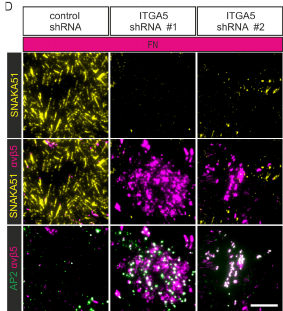 D
control
shRNA
ITGA5
shRNA #1
ITGA5
shRNA #2
FN
SNAKA51
SNAKA51 αvβ5
AP2 αvβ5